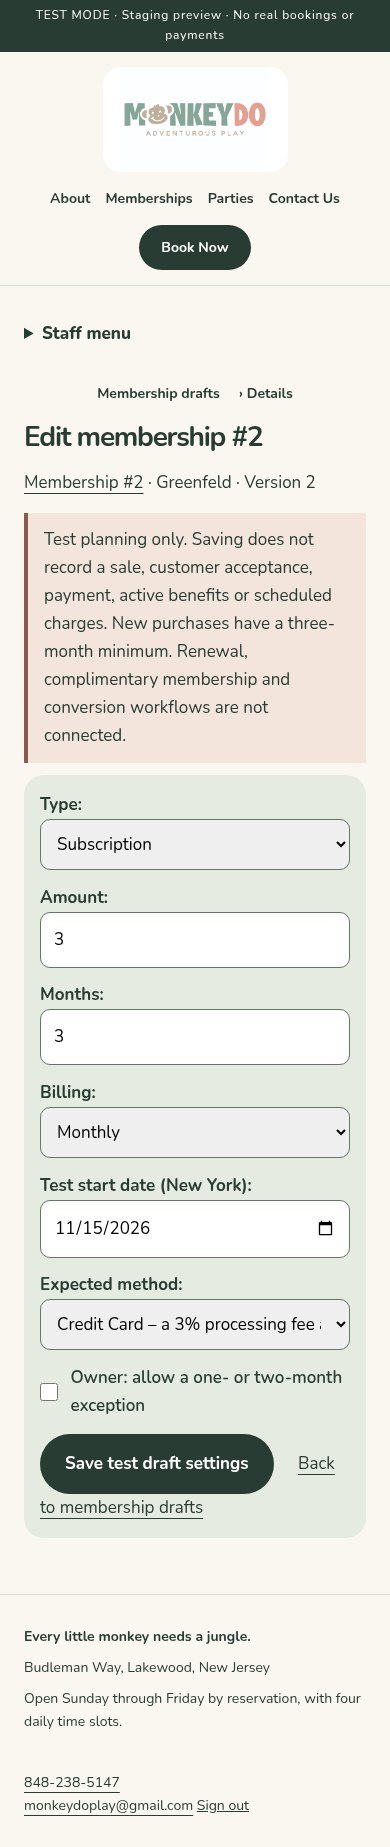 TEST MODE · Staging preview · No real bookings or
payments
MONKEYDO
ADVENTUROUS PLAY
About Memberships Parties Contact Us
Book Now
▶ Staff menu
Membership drafts › Details
Edit membership #2
Membership #2 · Greenfeld · Version 2
Test planning only. Saving does not
record a sale, customer acceptance,
payment, active benefits or scheduled
charges. New purchases have a three-
month minimum. Renewal,
complimentary membership and
conversion workflows are not
connected.
Type:
Subscription
Amount:
3
Months:
3
Billing:
Monthly
Test start date (New York):
11/15/2026
Expected method:
Credit Card – a 3% processing fee
Owner: allow a one- or two-month
exception
Save test draft settings Back
to membership drafts
Every little monkey needs a jungle.
Budleman Way, Lakewood, New Jersey
Open Sunday through Friday by reservation, with four
daily time slots.
848-238-5147
monkeydoplay@gmail.com Sign out